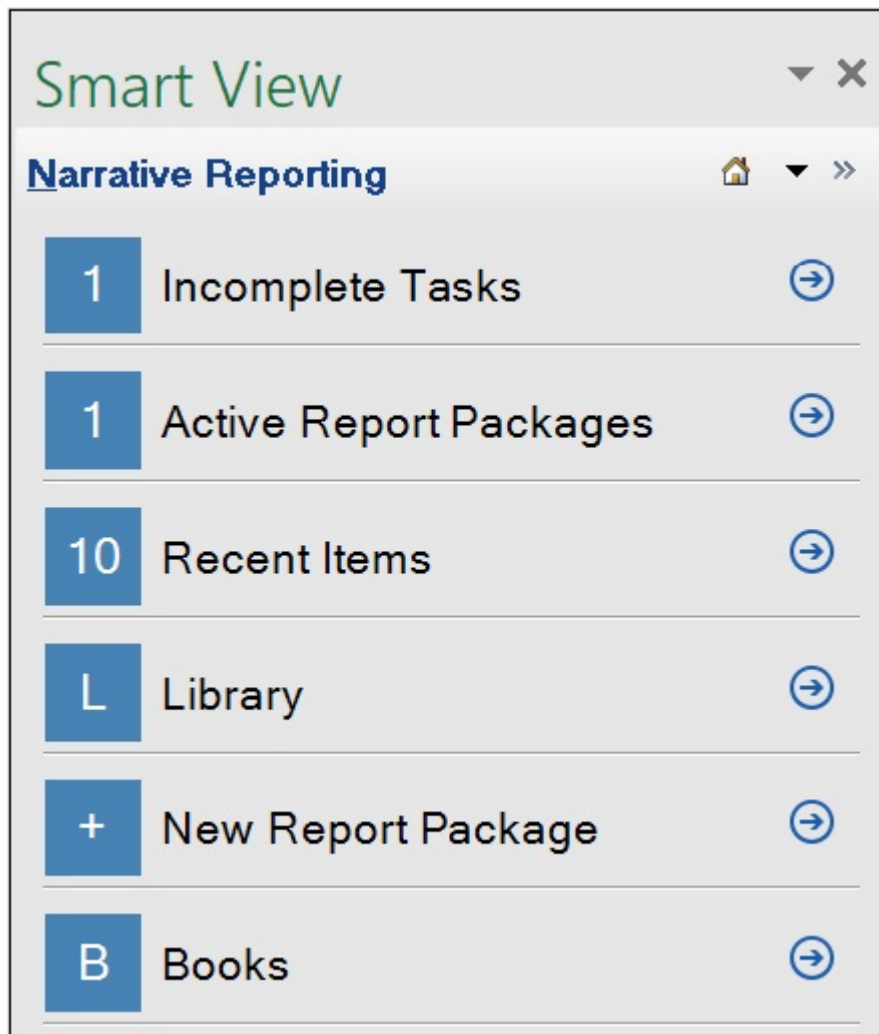 Smart View
Narrative Reporting
1 Incomplete Tasks
1 Active Report Packages
10 Recent Items
L Library
+ New Report Package
B Books